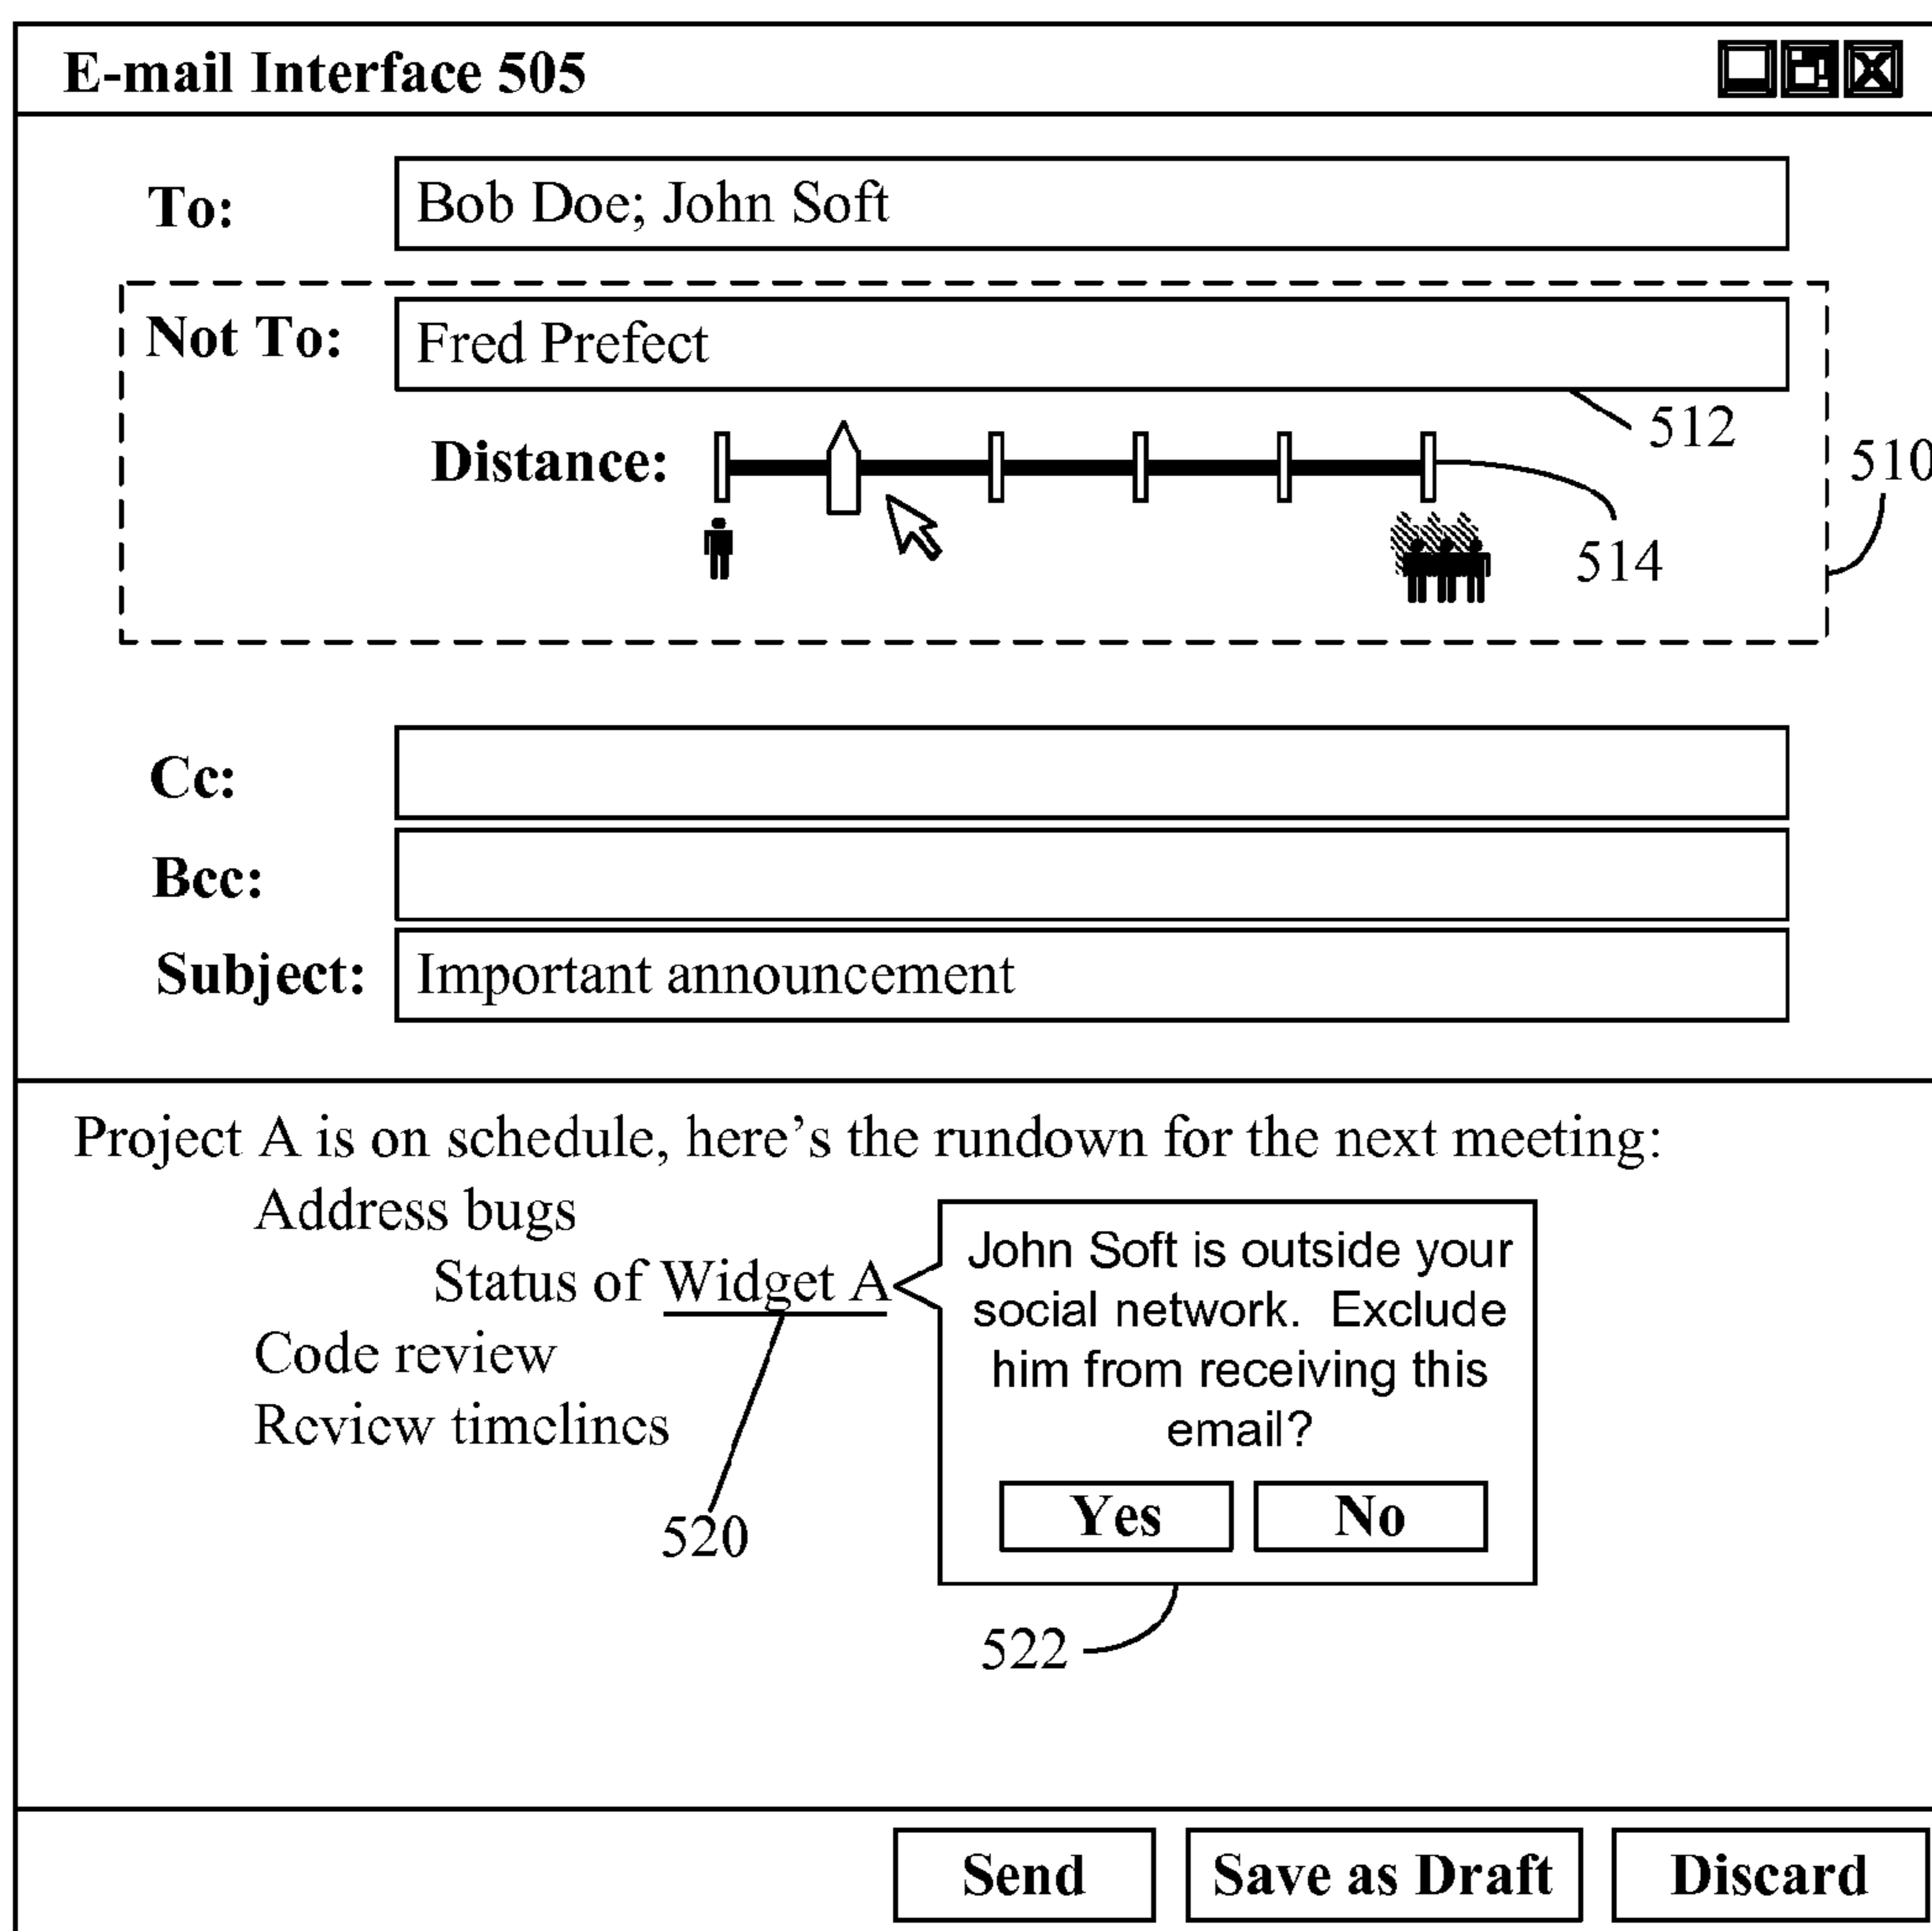 E-mail Interface 505
To: Bob Doe; John Soft
Not To: Fred Prefect
512
Distance:
510
514
Cc:
Bcc:
Subject: Important announcement
Project A is on schedule, here's the rundown for the next meeting:
Address bugs
Status of Widget A
Code review
Review timelines
520
John Soft is outside your
social network. Exclude
him from receiving this
email?
Yes No
522
Send Save as Draft Discard